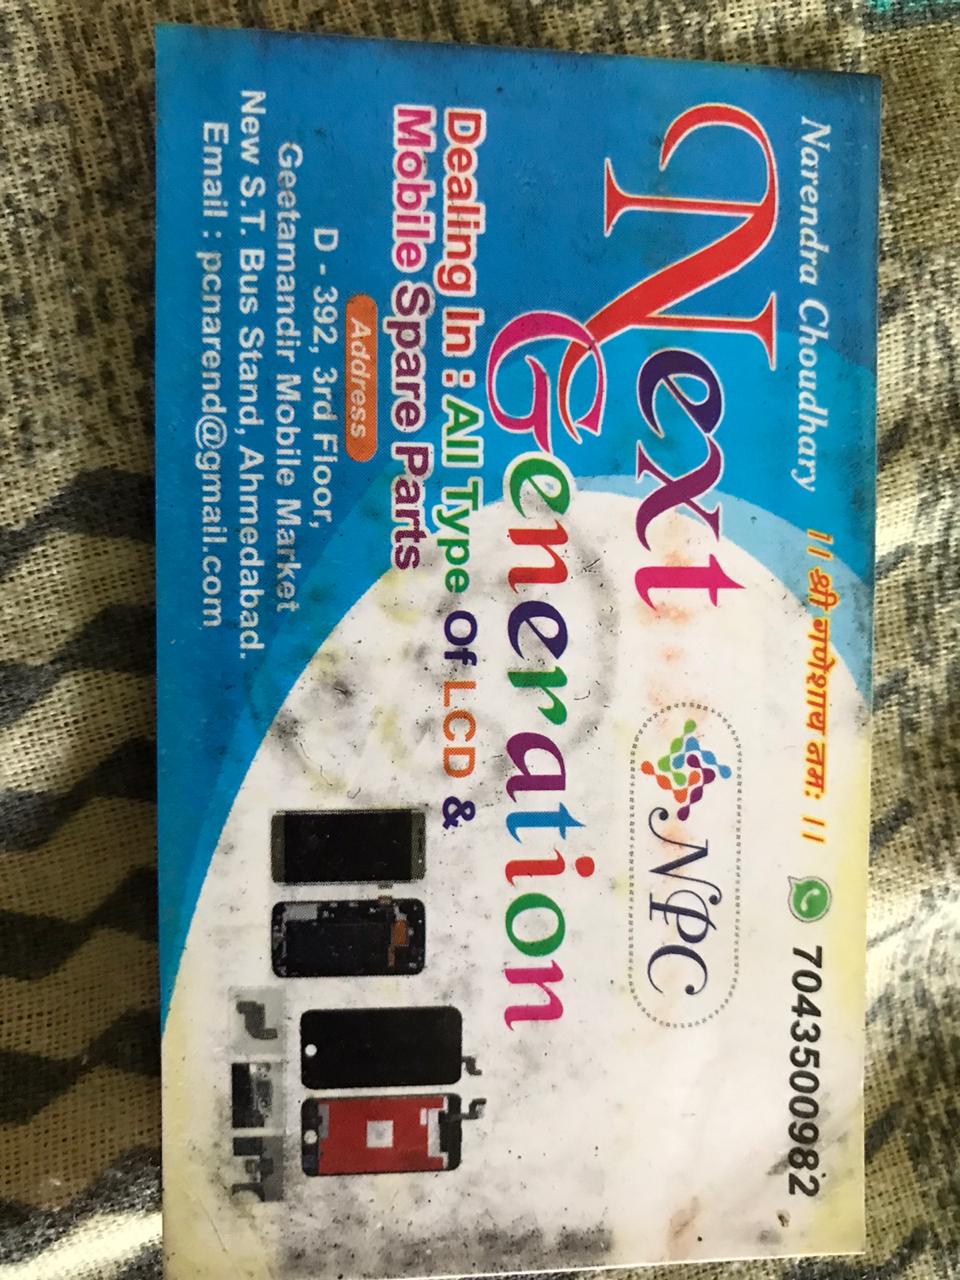 Narendra Choudhary
।। श्री गणेशाय नमः ।।
7043500982
Next
NPC
Generation
Dealing In : All Type Of LCD &
Mobile Spare Parts
Address
D - 392, 3rd Floor,
Geetamandir Mobile Market
New S.T. Bus Stand, Ahmedabad.
Email : pcnarend@gmail.com